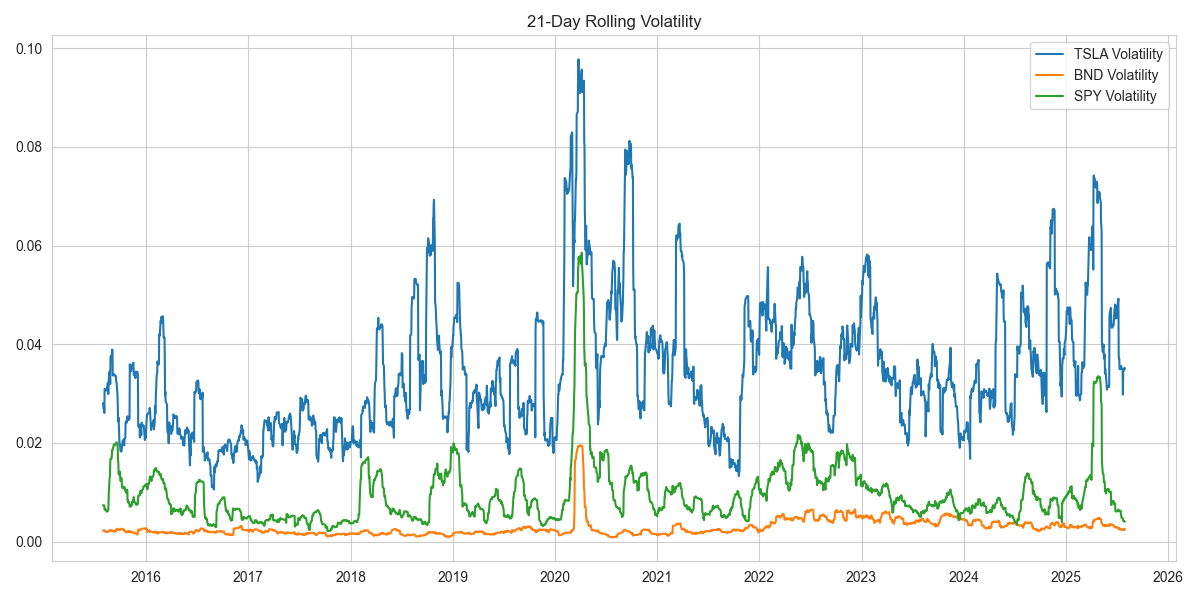 21-Day Rolling Volatility
TSLA Volatility
BND Volatility
SPY Volatility
0.10
0.08
0.06
0.04
0.02
0.00
2016 2017 2018 2019 2020 2021 2022 2023 2024 2025 2026